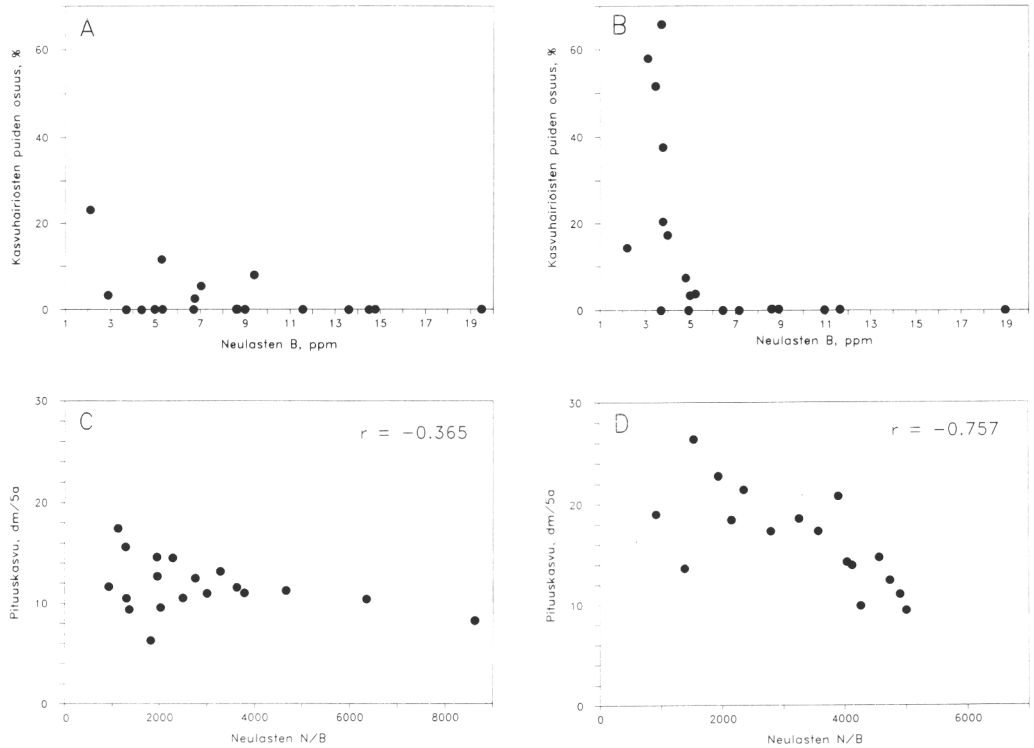 A
Kasvuhairiosten puiden osuus, %
60
40
20
0
1 3 5 7 9 11 13 15 17 19
Neulasten B, ppm
B
Kasvuhäiriöisten puiden osuus, %
60
40
20
0
1 3 5 7 9 11 13 15 17 19
Neulasten B, ppm
C
r = -0.365
Pituuskasvu, dm/5a
30
20
10
0
0 2000 4000 6000 8000
Neulasten N/B
D
r = -0.757
Pituuskasvu, dm/5a
30
20
10
0
0 2000 4000 6000
Neulasten N/B